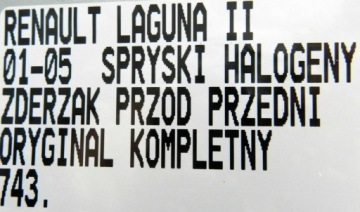 RENAULT LAGUNA II
01-05 SPRYSKI HALOGENY
ZDERZAK PRZOD PRZEDNI
ORYGINAL KOMPLETNY
743.